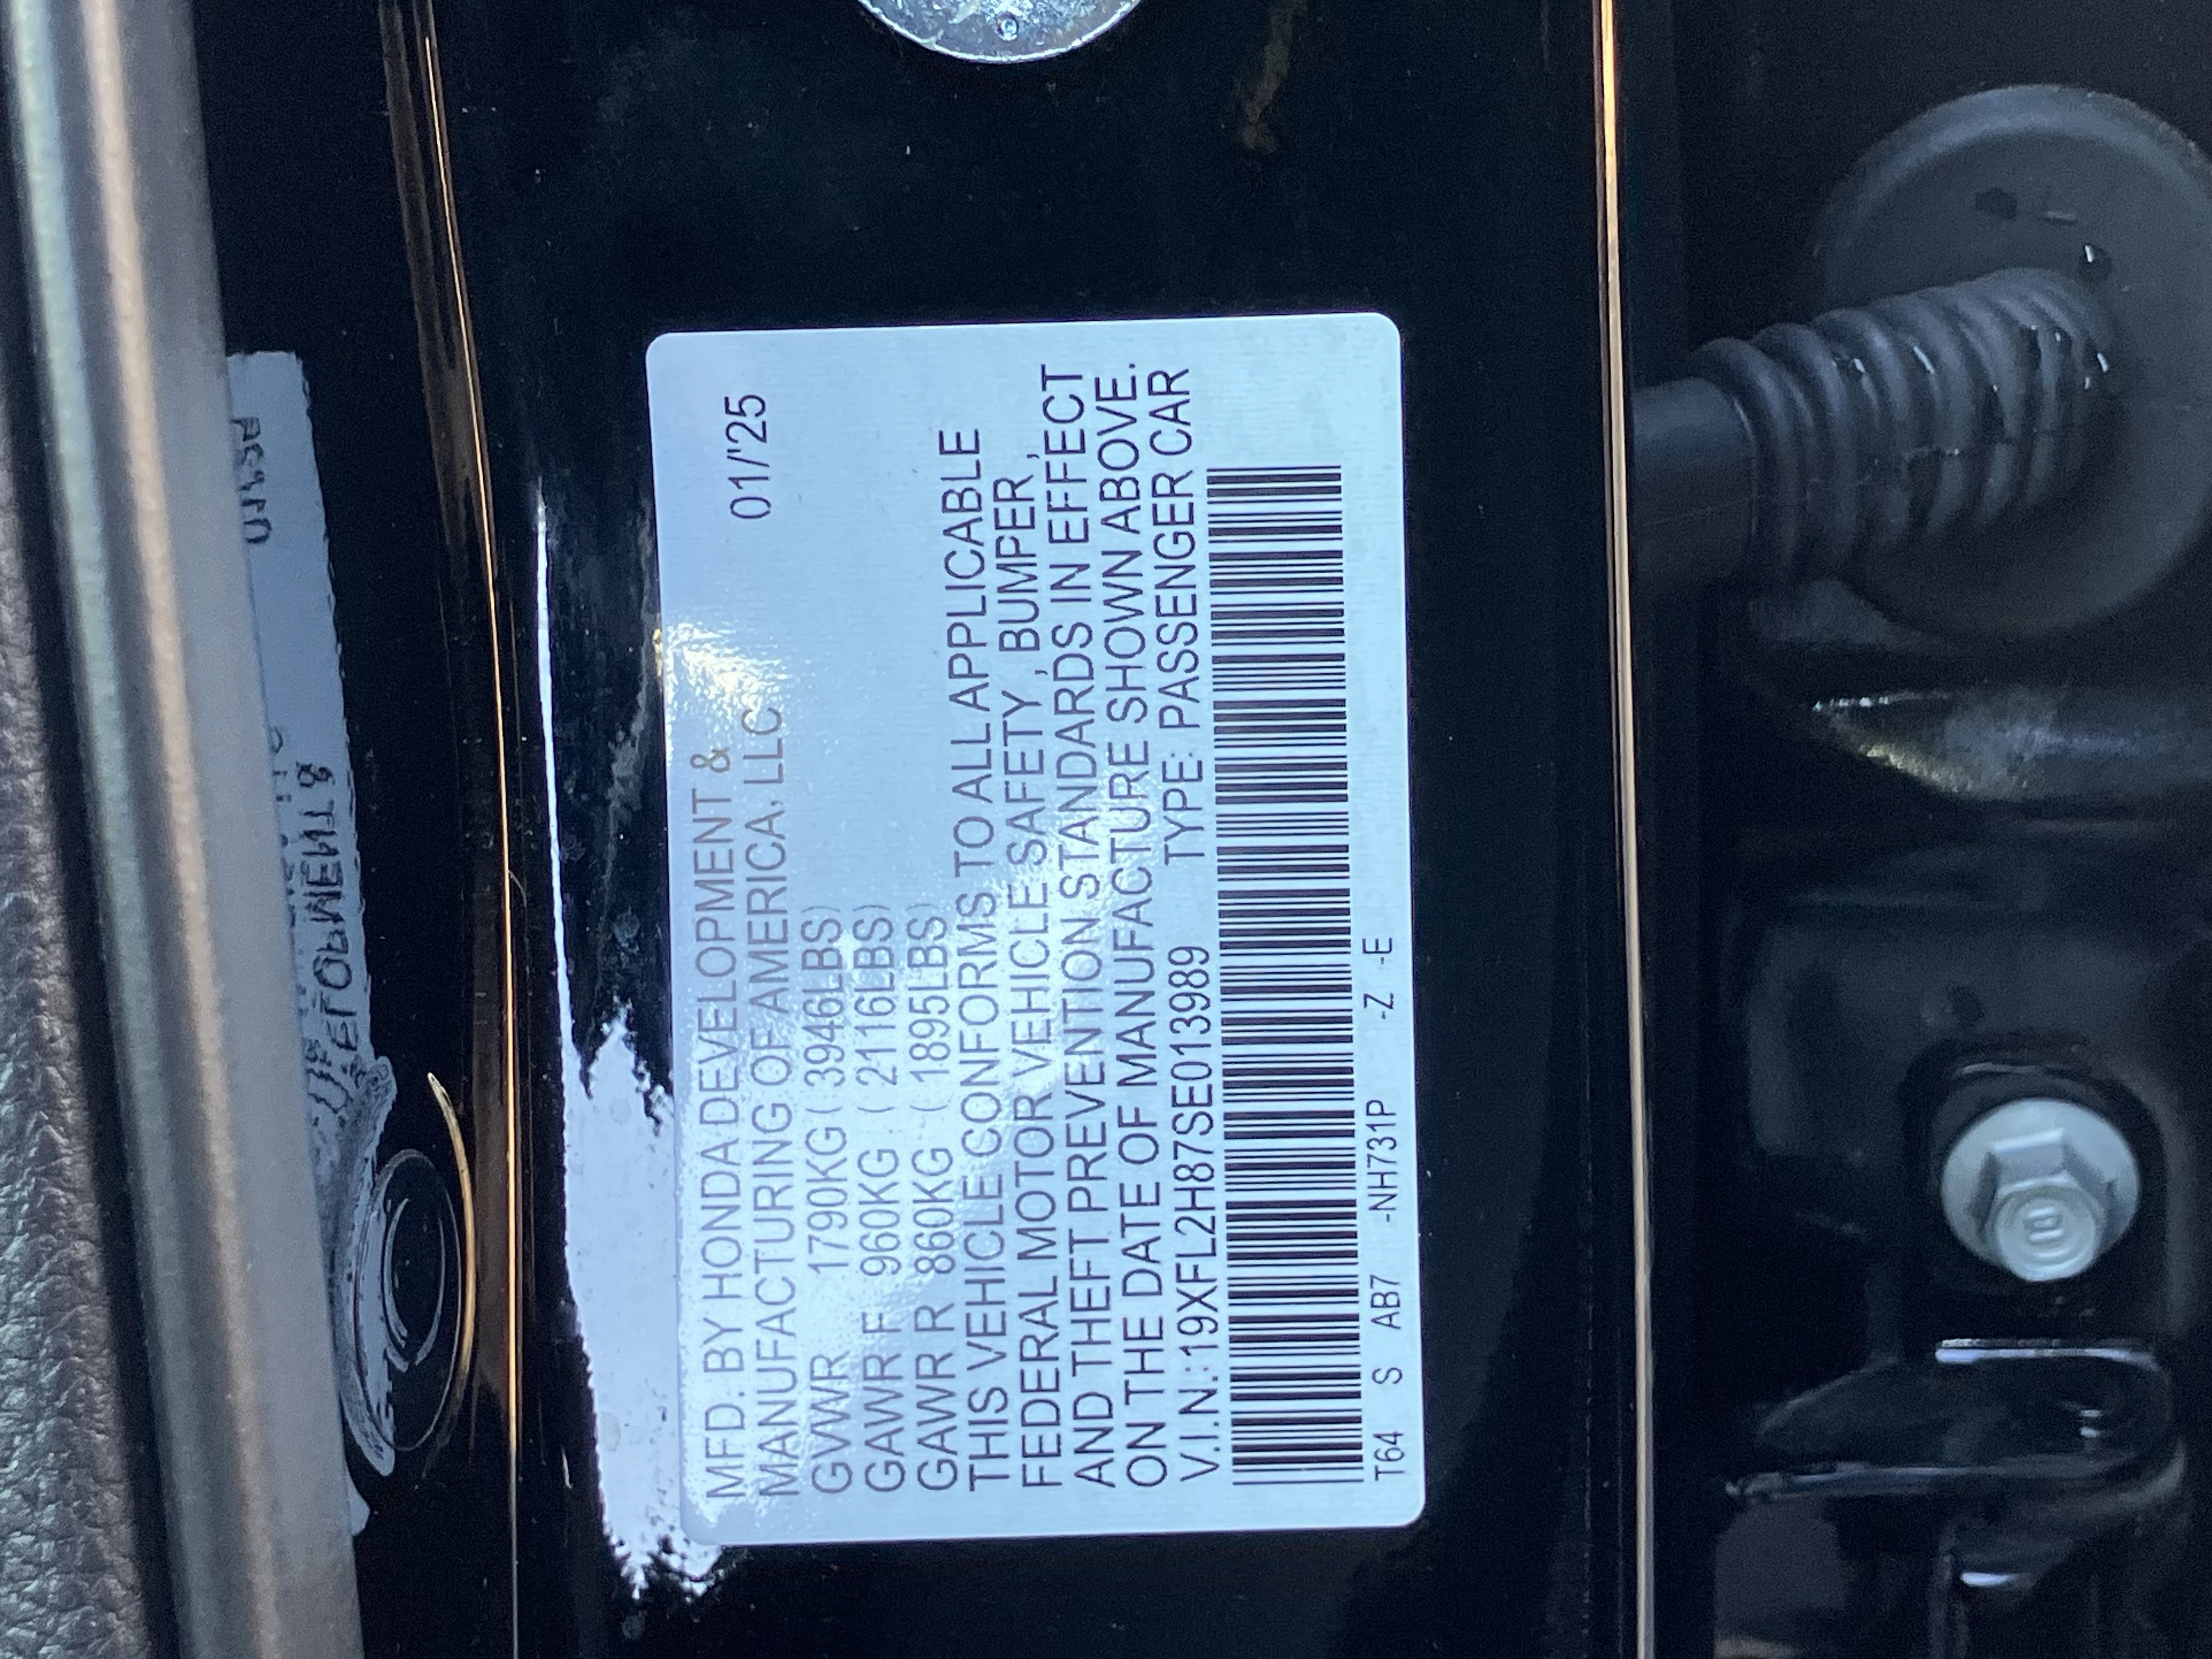 MFD. BY HONDA DEVELOPMENT & 01/'25
MANUFACTURING OF AMERICA, LLC
GVWR 1790KG ( 3946LBS)
GAWR F 960KG ( 2116LBS)
GAWR R 860KG ( 1895LBS)
THIS VEHICLE CONFORMS TO ALL APPLICABLE
FEDERAL MOTOR VEHICLE SAFETY , BUMPER ,
AND THEFT PREVENTION STANDARDS IN EFFECT
ON THE DATE OF MANUFACTURE SHOWN ABOVE.
V.I.N.:19XFL2H87SE013989 TYPE: PASSENGER CAR
T64 S AB7 -NH731P -Z -E